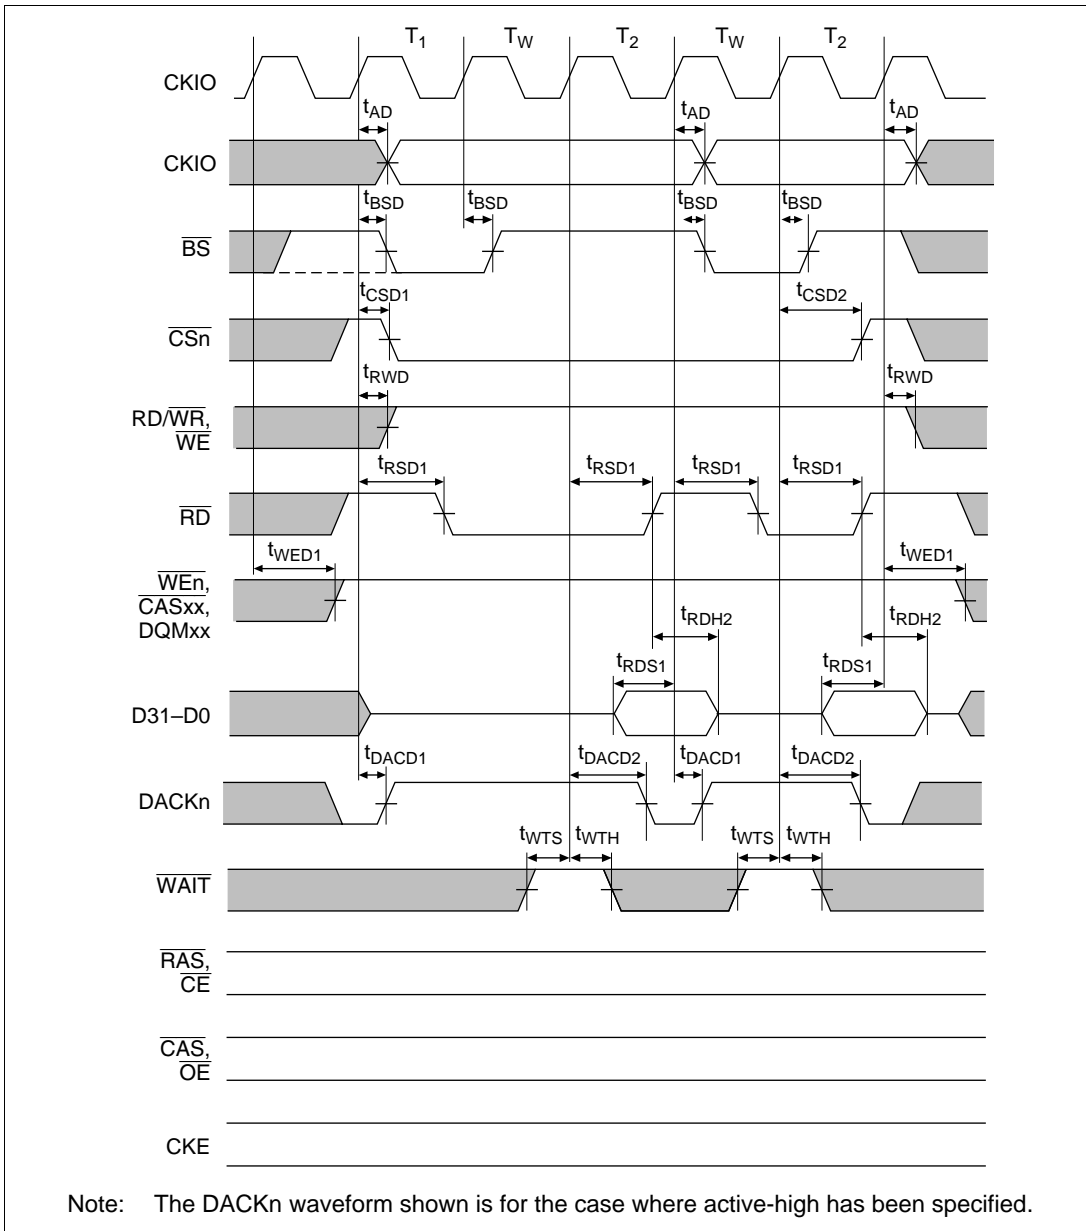 T1 TW T2 TW T2
CKIO
tAD tAD tAD
CKIO
tBSD tBSD tBSD tBSD
BS
tCSD1 tCSD2
CSn
tRWD tRWD
RD/WR,
WE
tRSD1 tRSD1 tRSD1 tRSD1
RD
tWED1 tWED1
WEn,
CASxx,
DQMxx
tRDH2 tRDH2
tRDS1 tRDS1
D31–D0
tDACD1 tDACD2 tDACD1 tDACD2
DACKn
tWTS tWTH tWTS tWTH
WAIT
RAS,
CE
CAS,
OE
CKE
Note: The DACKn waveform shown is for the case where active-high has been specified.